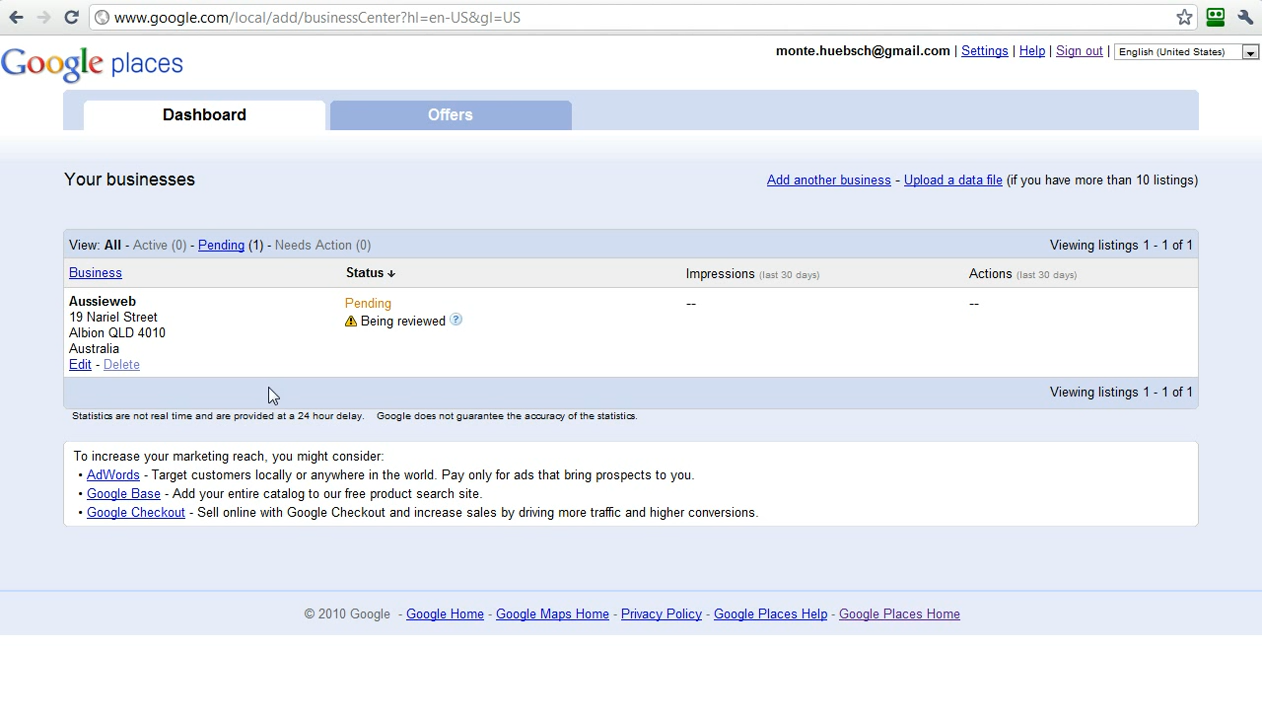 www.google.com/local/add/businessCenter?hl=en-US&gl=US
monte.huebsch@gmail.com | Settings | Help | Sign out | English (United States)
Google places
Dashboard Offers
Your businesses Add another business - Upload a data file (if you have more than 10 listings)
View: All - Active (0) - Pending (1) - Needs Action (0) Viewing listings 1 - 1 of 1
Business Status Impressions (last 30 days) Actions (last 30 days)
Aussieweb Pending -- --
19 Nariel Street Being reviewed ?
Albion QLD 4010
Australia
Edit - Delete
Viewing listings 1 - 1 of 1
Statistics are not real time and are provided at a 24 hour delay. Google does not guarantee the accuracy of the statistics.
To increase your marketing reach, you might consider:
• AdWords - Target customers locally or anywhere in the world. Pay only for ads that bring prospects to you.
• Google Base - Add your entire catalog to our free product search site.
• Google Checkout - Sell online with Google Checkout and increase sales by driving more traffic and higher conversions.
© 2010 Google - Google Home - Google Maps Home - Privacy Policy - Google Places Help - Google Places Home